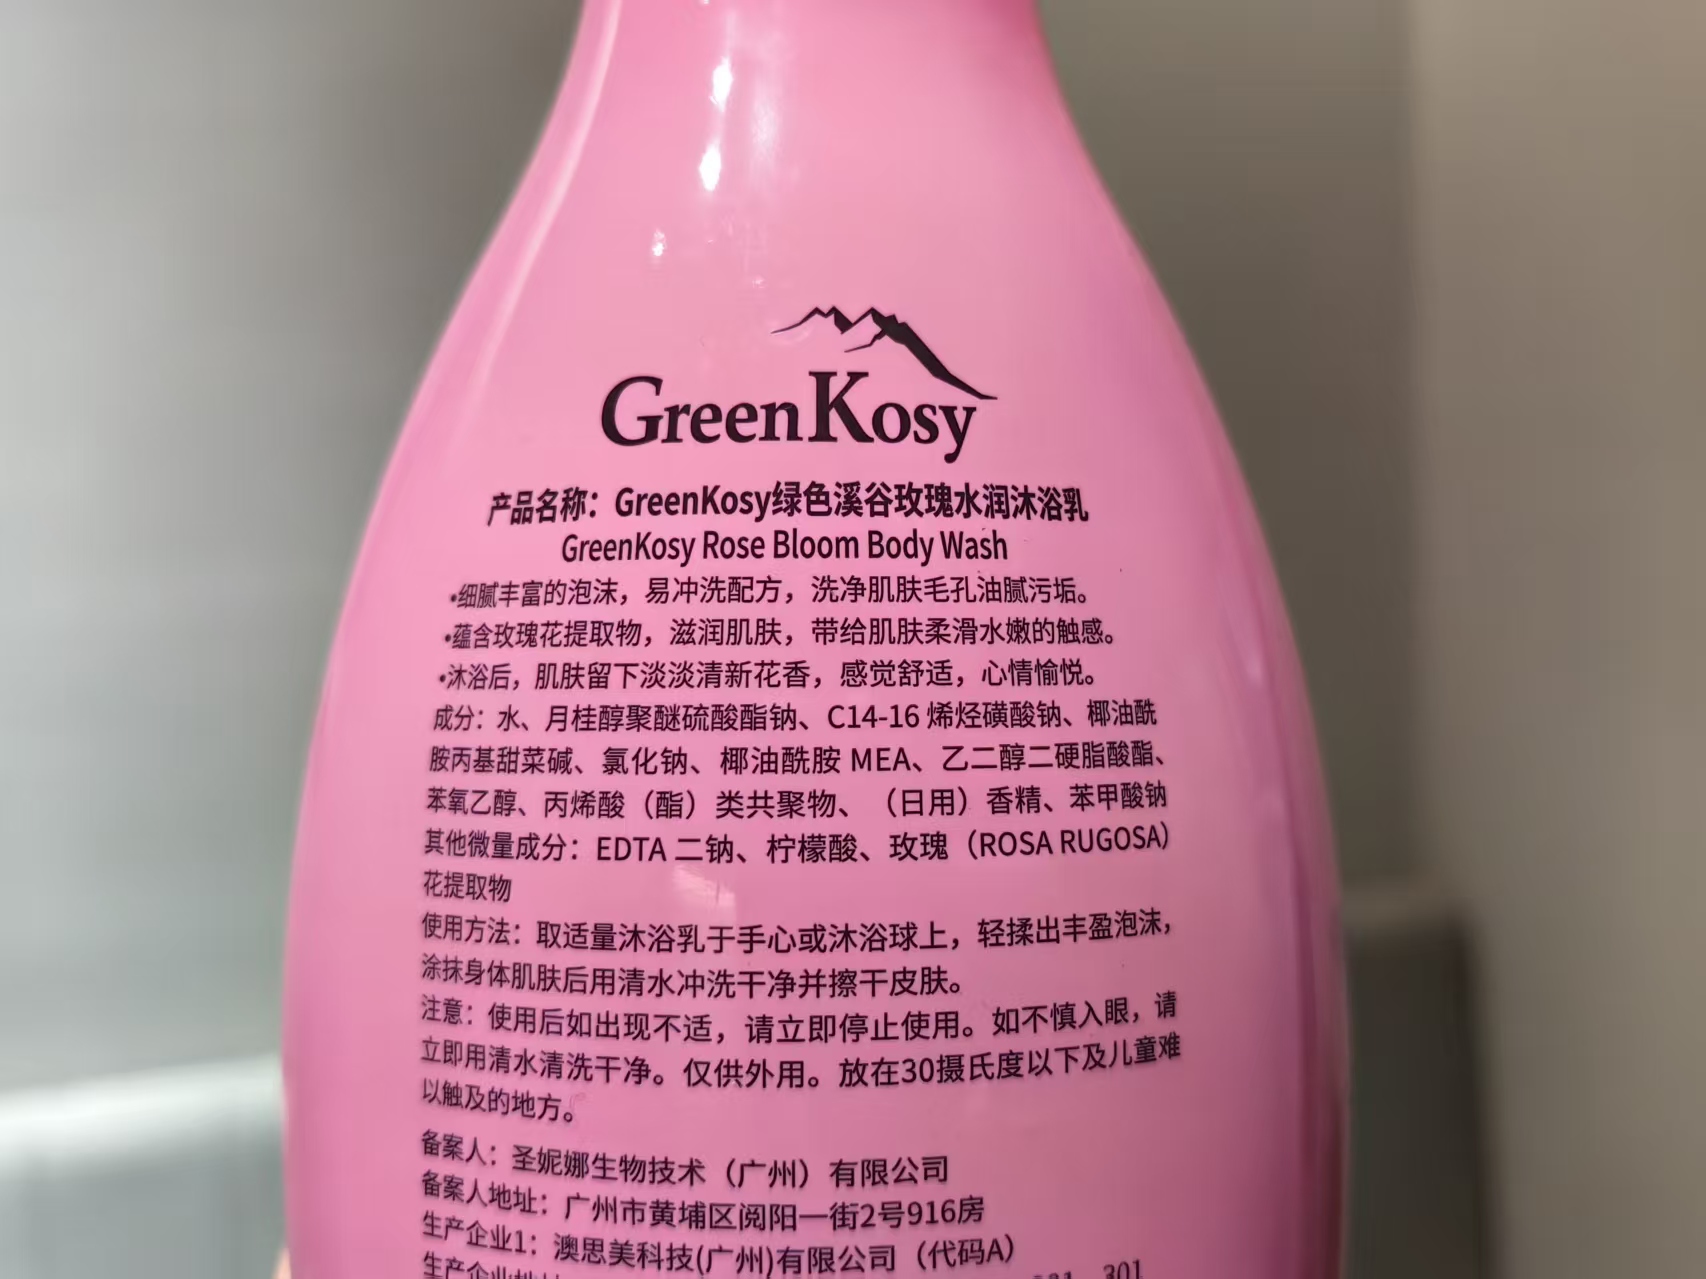 GreenKosy
产品名称：GreenKosy绿色溪谷玫瑰水润沐浴乳
GreenKosy Rose Bloom Body Wash
•细腻丰富的泡沫，易冲洗配方，洗净肌肤毛孔油腻污垢。
•蕴含玫瑰花提取物，滋润肌肤，带给肌肤柔滑水嫩的触感。
•沐浴后，肌肤留下淡淡清新花香，感觉舒适，心情愉悦。
成分：水、月桂醇聚醚硫酸酯钠、C14-16 烯烃磺酸钠、椰油酰
胺丙基甜菜碱、氯化钠、椰油酰胺 MEA、乙二醇二硬脂酸酯、
苯氧乙醇、丙烯酸（酯）类共聚物、（日用）香精、苯甲酸钠
其他微量成分：EDTA 二钠、柠檬酸、玫瑰（ROSA RUGOSA）
花提取物
使用方法：取适量沐浴乳于手心或沐浴球上，轻揉出丰盈泡沫，
涂抹身体肌肤后用清水冲洗干净并擦干皮肤。
注意：使用后如出现不适，请立即停止使用。如不慎入眼，请
立即用清水清洗干净。仅供外用。放在30摄氏度以下及儿童难
以触及的地方。
备案人：圣妮娜生物技术（广州）有限公司
备案人地址：广州市黄埔区阅阳一街2号916房
生产企业1：澳思美科技(广州)有限公司（代码A）
生产企业 301